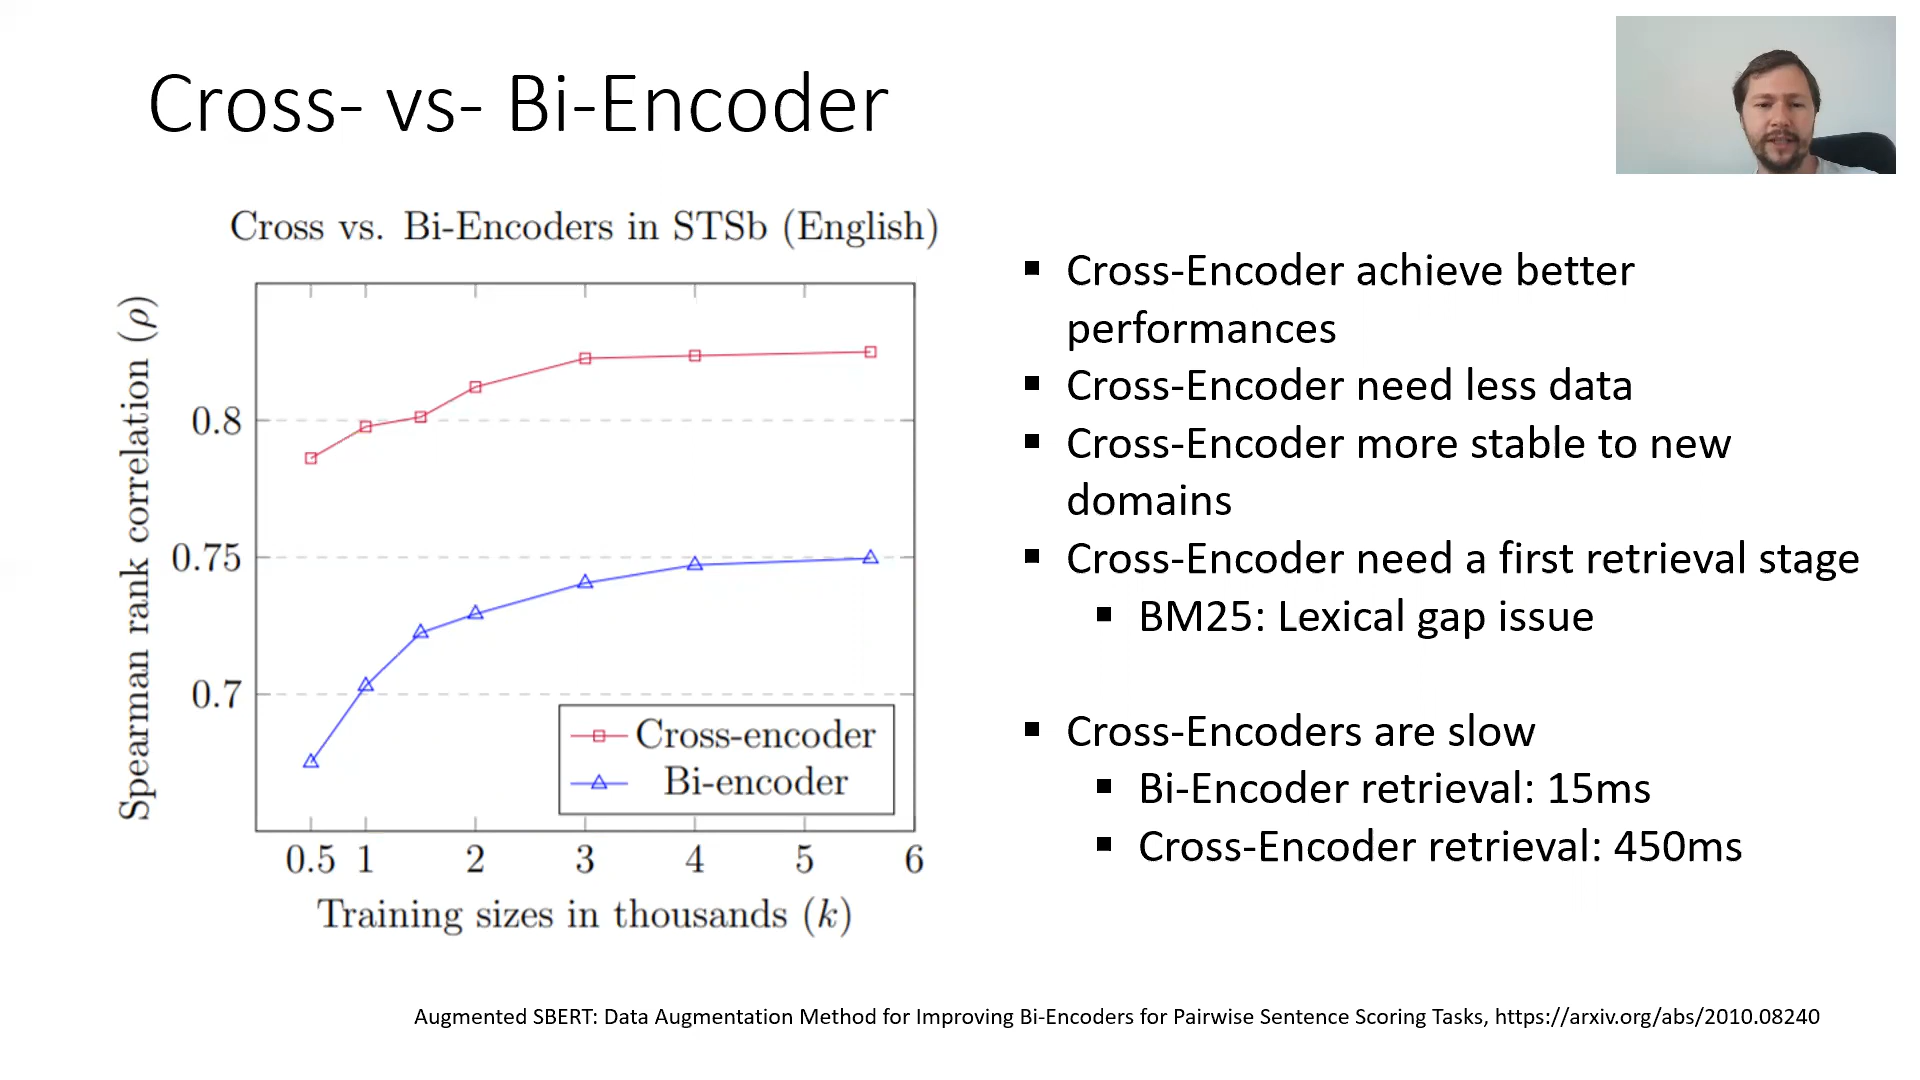 Cross- vs- Bi-Encoder
Cross vs. Bi-Encoders in STSb (English)
Spearman rank correlation (ρ)
0.8
0.75
0.7
Cross-encoder
Bi-encoder
0.5 1 2 3 4 5 6
Training sizes in thousands (k)
▪ Cross-Encoder achieve better
performances
▪ Cross-Encoder need less data
▪ Cross-Encoder more stable to new
domains
▪ Cross-Encoder need a first retrieval stage
▪ BM25: Lexical gap issue
▪ Cross-Encoders are slow
▪ Bi-Encoder retrieval: 15ms
▪ Cross-Encoder retrieval: 450ms
Augmented SBERT: Data Augmentation Method for Improving Bi-Encoders for Pairwise Sentence Scoring Tasks, https://arxiv.org/abs/2010.08240